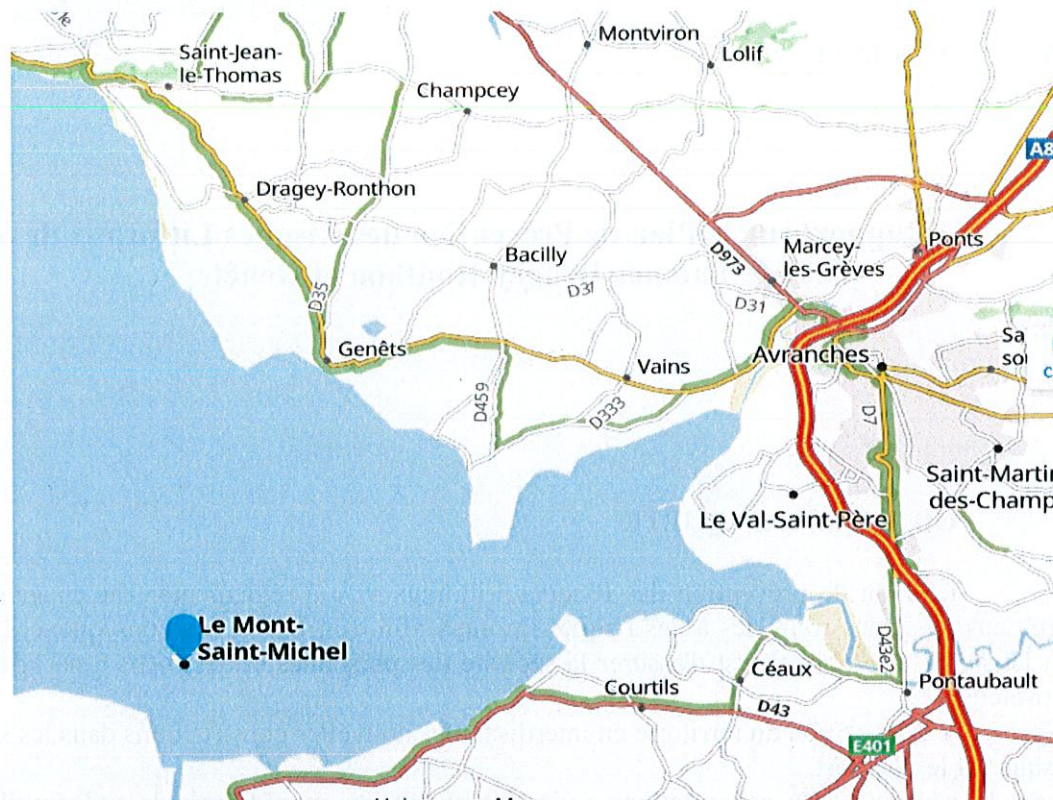 Saint-Jean-
le-Thomas
Montviron
Lolif
Champcey
A8
Dragey-Ronthon
Bacilly
D973
Marcey-
les-Grèves
Ponts
D31
D31
D35
Genêts
Avranches
Vains
D459
D333
D7
Saint-Martin
des-Champ
Le Val-Saint-Père
Le Mont-
Saint-Michel
D43e2
Céaux
Courtils
Pontaubault
D43
E401